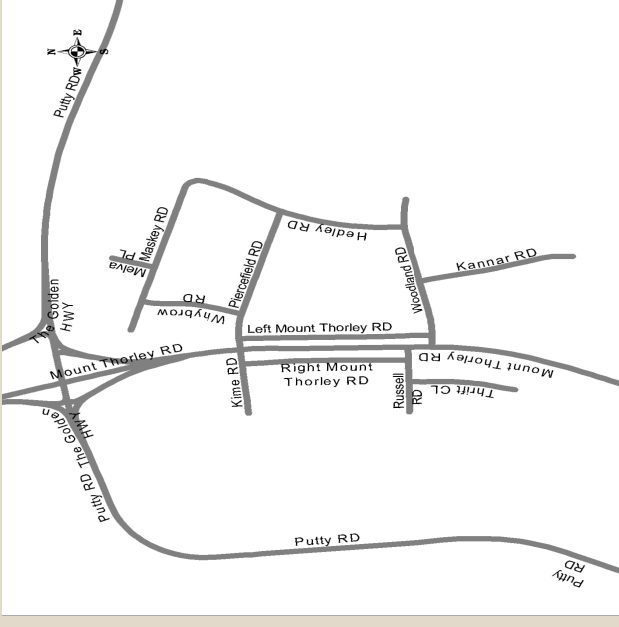 E
N
S
W
Putty RD
Maskey RD
Melva
PL
Piercefield RD
Hedley RD
Woodland RD
Kannar RD
Whybrow
RD
The Golden
HWY
Left Mount Thorley RD
Mount Thorley RD
Mount Thorley RD
Right Mount
Thorley RD
Kime RD
Russell
RD
Thrift CL
The Golden
HWY
Putty RD
Putty RD
Putty
RD